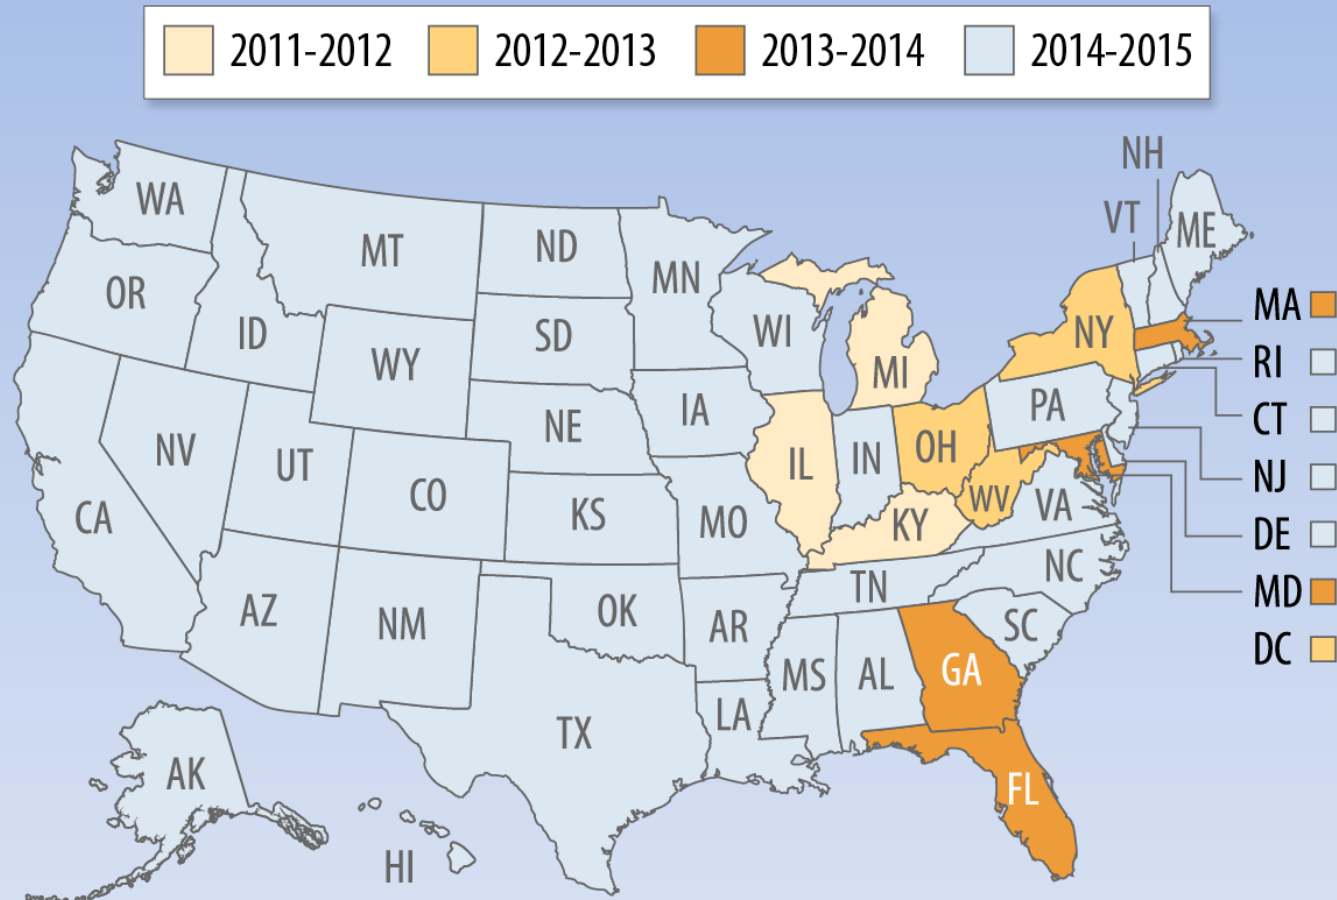 2011-2012 2012-2013 2013-2014 2014-2015
NH
VT
ME
WA
MT
ND
MN
OR
ID
SD
WI
NY
MA
WY
MI
RI
IA
PA
CT
NE
NV
UT
IL
IN
OH
NJ
CO
WV
VA
CA
KS
MO
KY
DE
NC
TN
MD
AZ
NM
OK
AR
SC
DC
MS
AL
GA
LA
TX
AK
FL
HI